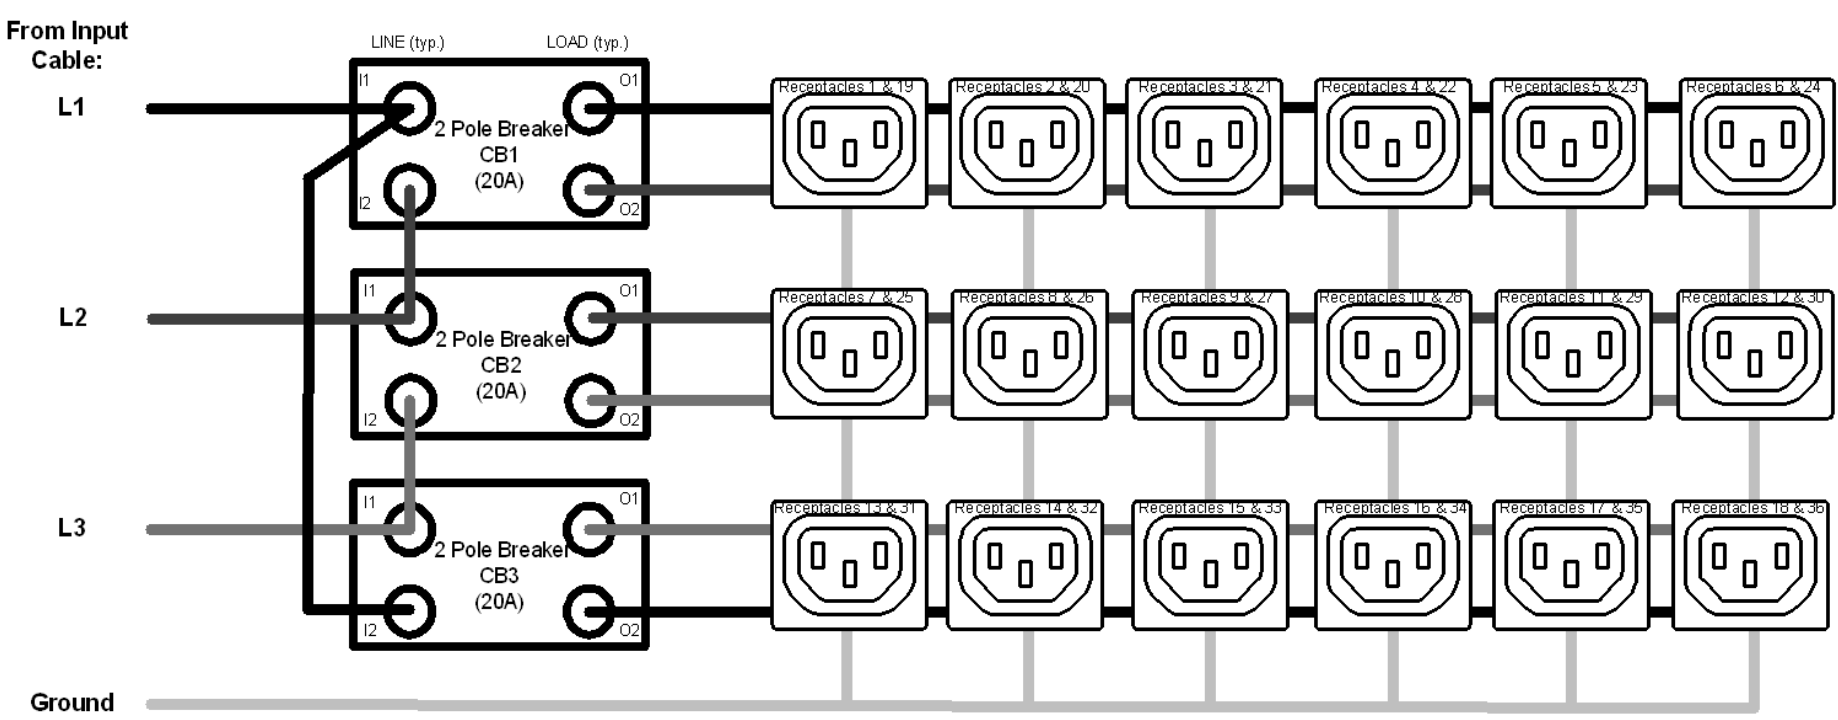 From Input
Cable:
LINE (typ.)
LOAD (typ.)
L1
I1
O1
2 Pole Breaker
CB1
(20A)
I2
O2
Receptacles 1 & 19
Receptacles 2 & 20
Receptacles 3 & 21
Receptacles 4 & 22
Receptacles 5 & 23
Receptacles 6 & 24
L2
I1
O1
2 Pole Breaker
CB2
(20A)
I2
O2
Receptacles 7 & 25
Receptacles 8 & 26
Receptacles 9 & 27
Receptacles 10 & 28
Receptacles 11 & 29
Receptacles 12 & 30
L3
I1
O1
2 Pole Breaker
CB3
(20A)
I2
O2
Receptacles 13 & 31
Receptacles 14 & 32
Receptacles 15 & 33
Receptacles 16 & 34
Receptacles 17 & 35
Receptacles 18 & 36
Ground